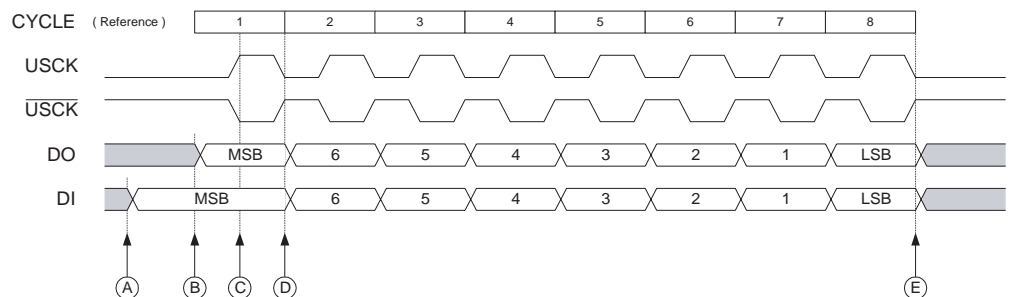 CYCLE ( Reference ) 1 2 3 4 5 6 7 8
USCK
USCK
DO MSB 6 5 4 3 2 1 LSB
DI MSB 6 5 4 3 2 1 LSB
A B C D E